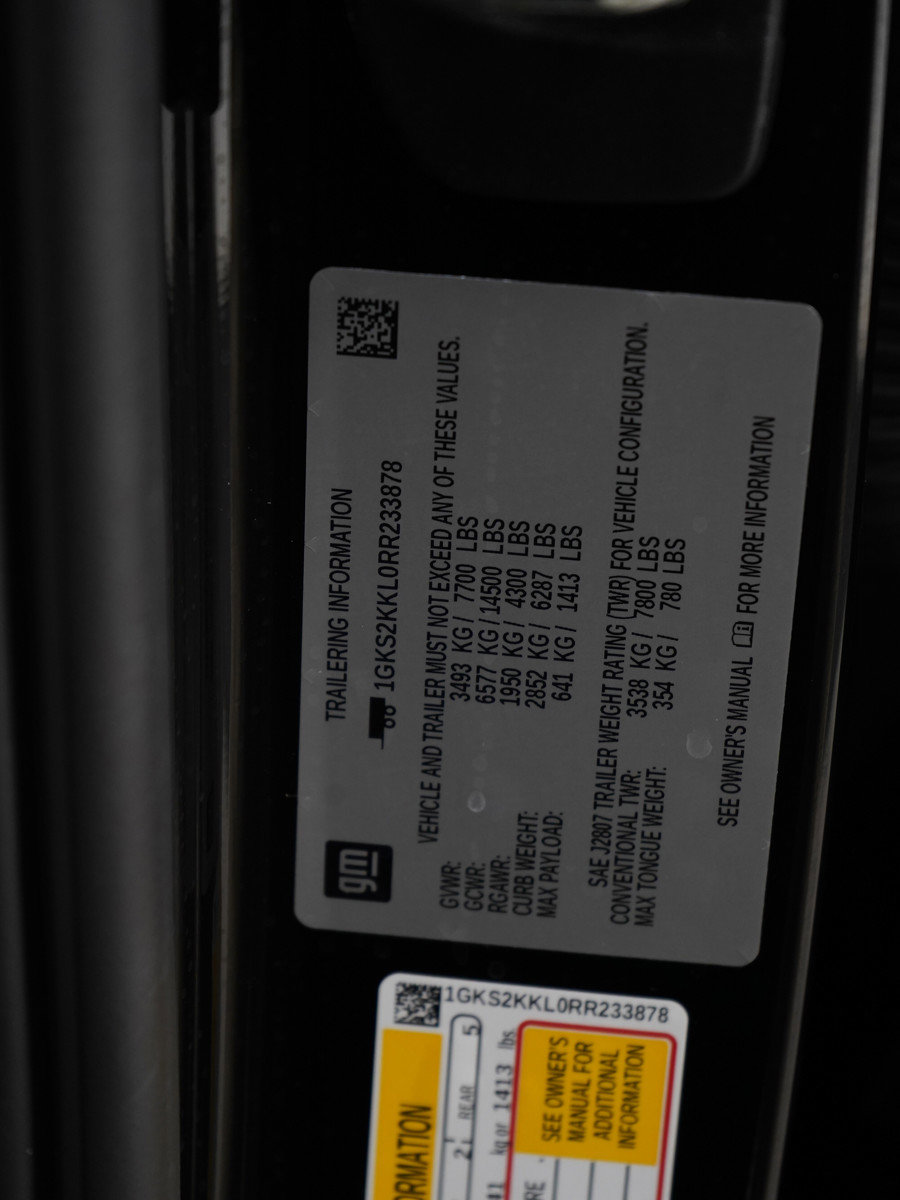 gm
TRAILERING INFORMATION
1GKS2KKL0RR233878
VEHICLE AND TRAILER MUST NOT EXCEED ANY OF THESE VALUES.
GVWR: 3493 KG / 7700 LBS
GCWR: 6577 KG / 14500 LBS
RGAWR: 1950 KG / 4300 LBS
CURB WEIGHT: 2852 KG / 6287 LBS
MAX PAYLOAD: 641 KG / 1413 LBS
SAE J2807 TRAILER WEIGHT RATING (TWR) FOR VEHICLE CONFIGURATION.
CONVENTIONAL TWR: 3538 KG / 7800 LBS
MAX TONGUE WEIGHT: 354 KG / 780 LBS
SEE OWNER'S MANUAL FOR MORE INFORMATION
1GKS2KKL0RR233878
RMATION
REAR 5
kg or 1413 lbs
RE
SEE OWNER'S
MANUAL FOR
ADDITIONAL
INFORMATION